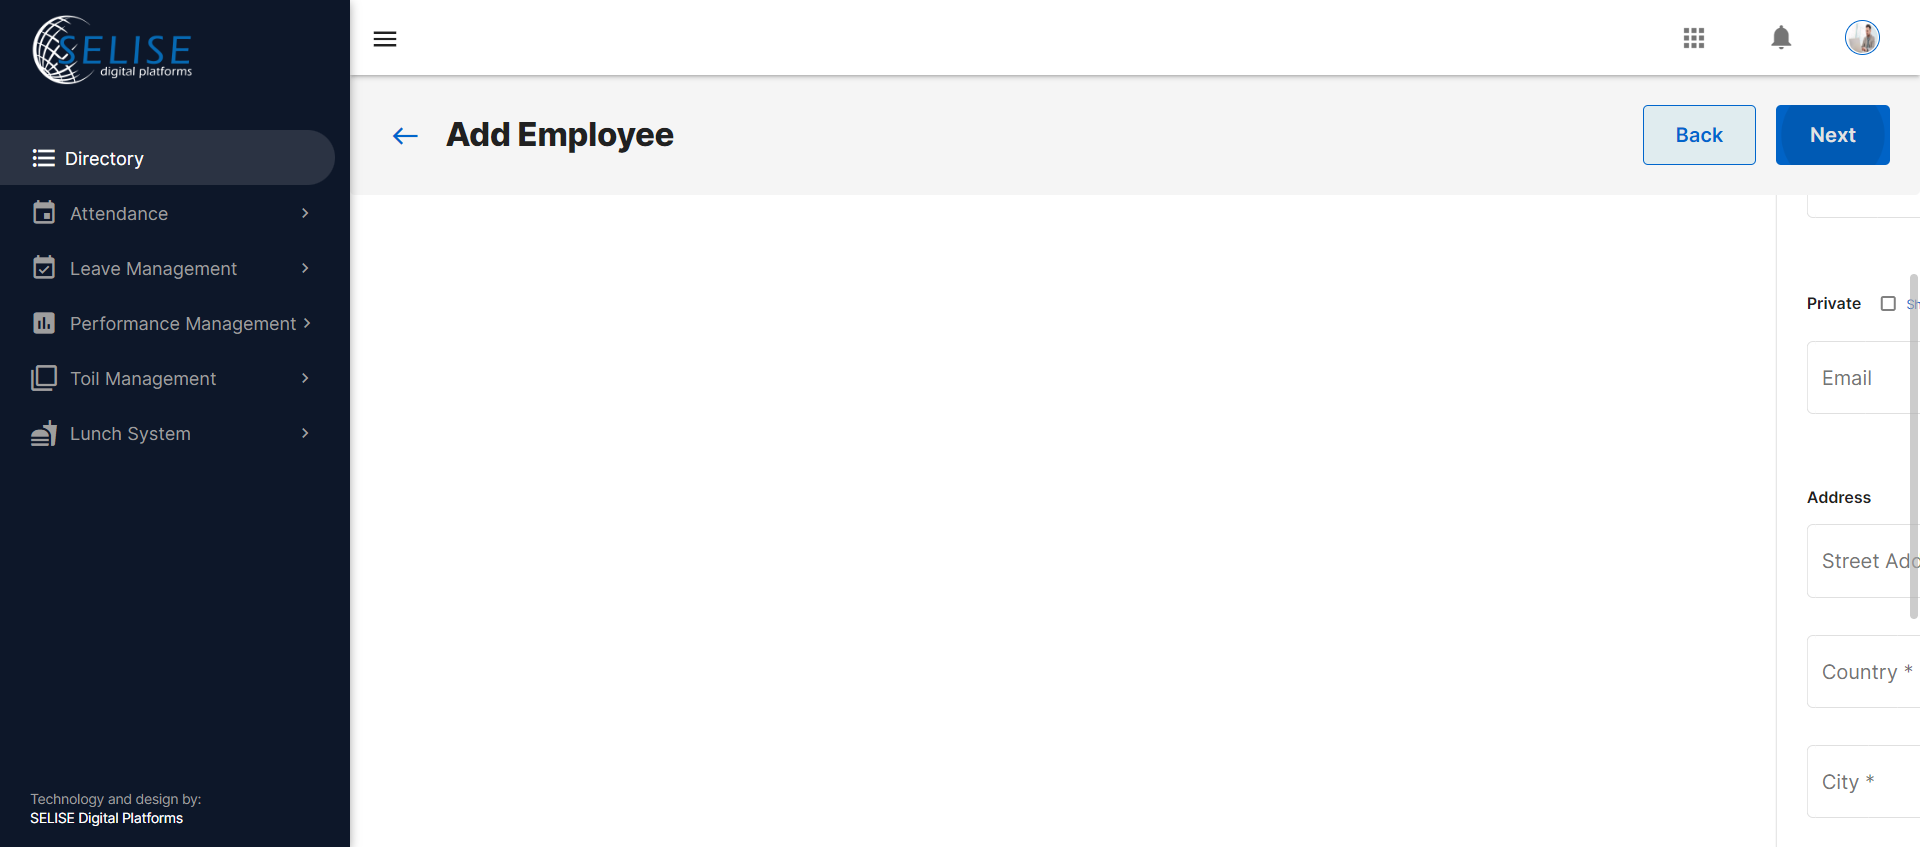 SELISE
digital platforms
Directory
Attendance
Leave Management
Performance Management
Toil Management
Lunch System
Technology and design by:
SELISE Digital Platforms
Add Employee
Back
Next
Private
Email
Address
Street
Country *
City *